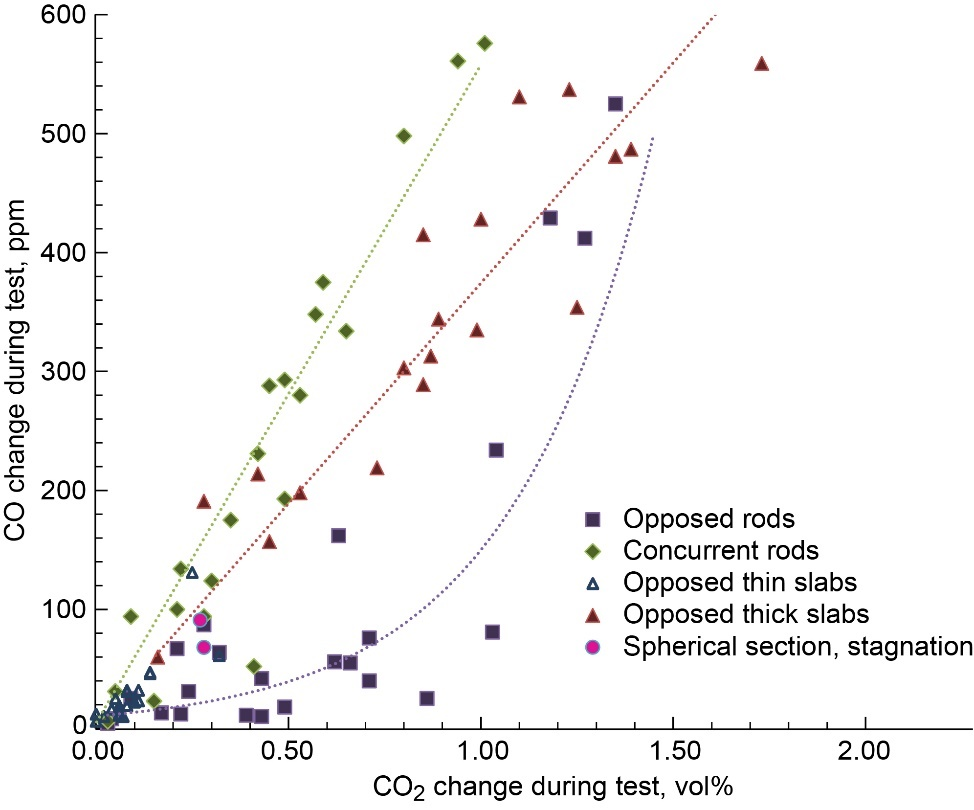 600
500
400
300
200
100
0
0.00
0.50
1.00
1.50
2.00
CO change during test, ppm
CO₂ change during test, vol%
Opposed rods
Concurrent rods
Opposed thin slabs
Opposed thick slabs
Spherical section, stagnation